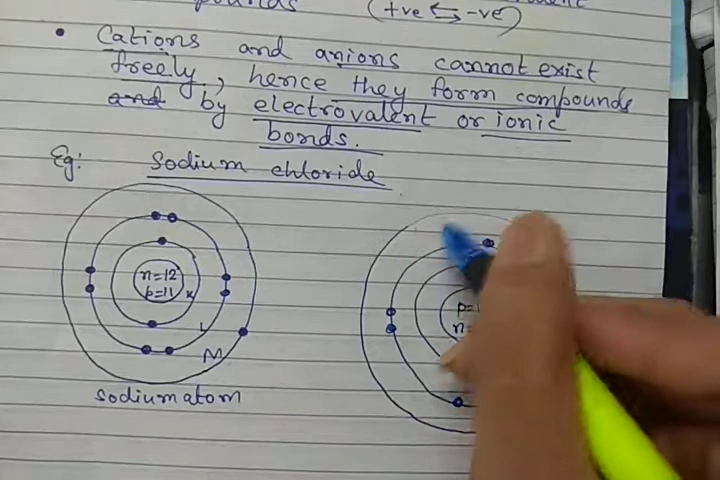 (+ve ⇆ -ve)
• Cations and anions cannot exist
freely, hence they form compounds
and by electrovalent or ionic
bonds.
Eg: Sodium chloride
n=12
p=11
K
L
M
sodium atom
p=1
n=